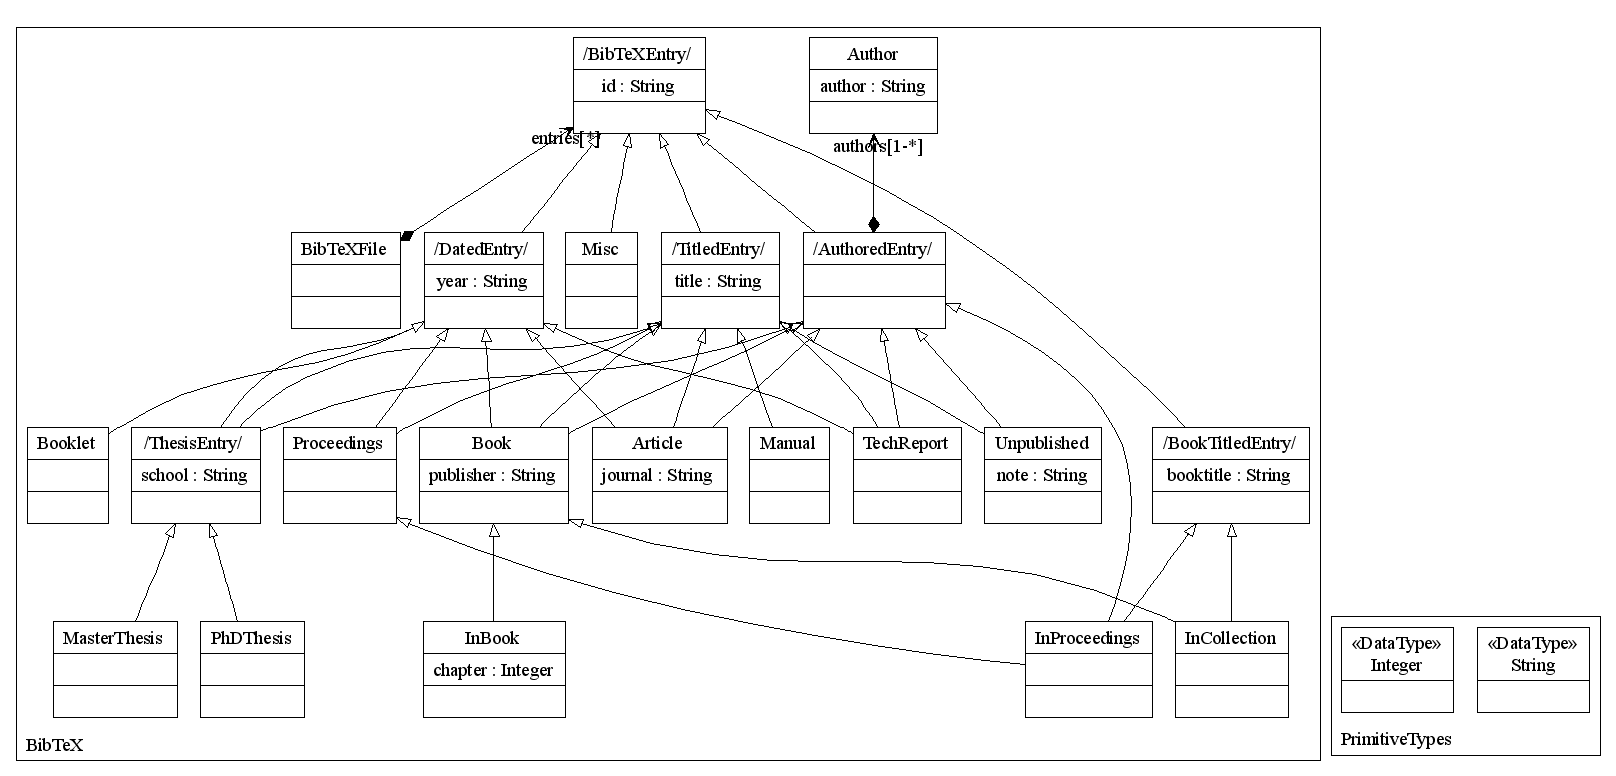 /BibTeXEntry/
id : String
Author
author : String
entries[*]
authors[1-*]
BibTeXFile
/DatedEntry/
year : String
Misc
/TitledEntry/
title : String
/AuthoredEntry/
Booklet
/ThesisEntry/
school : String
Proceedings
Book
publisher : String
Article
journal : String
Manual
TechReport
Unpublished
note : String
/BookTitledEntry/
booktitle : String
MasterThesis
PhDThesis
InBook
chapter : Integer
InProceedings
InCollection
BibTeX
«DataType»
Integer
«DataType»
String
PrimitiveTypes